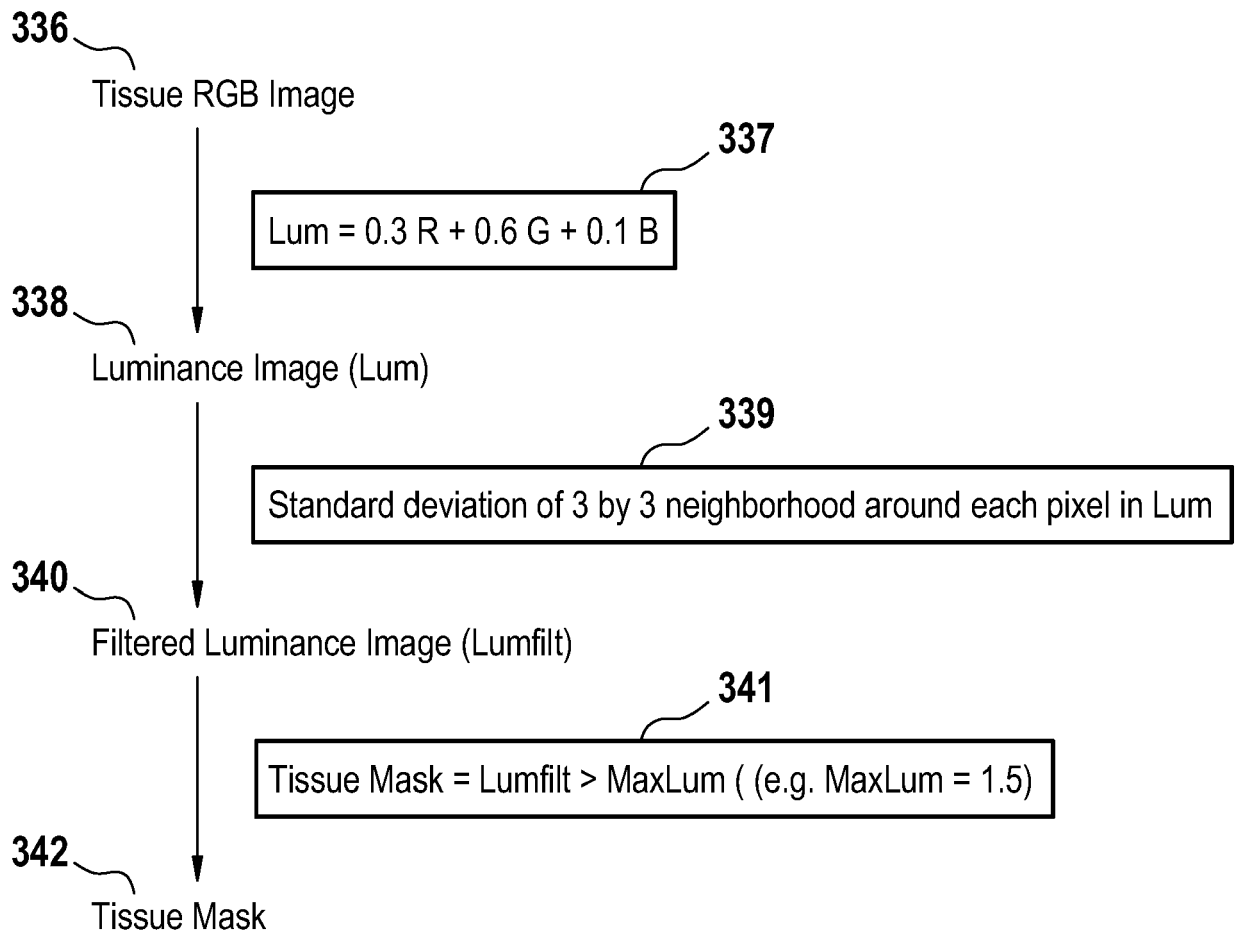 336
Tissue RGB Image
337
Lum = 0.3 R + 0.6 G + 0.1 B
338
Luminance Image (Lum)
339
Standard deviation of 3 by 3 neighborhood around each pixel in Lum
340
Filtered Luminance Image (Lumfilt)
341
Tissue Mask = Lumfilt > MaxLum ( (e.g. MaxLum = 1.5)
342
Tissue Mask